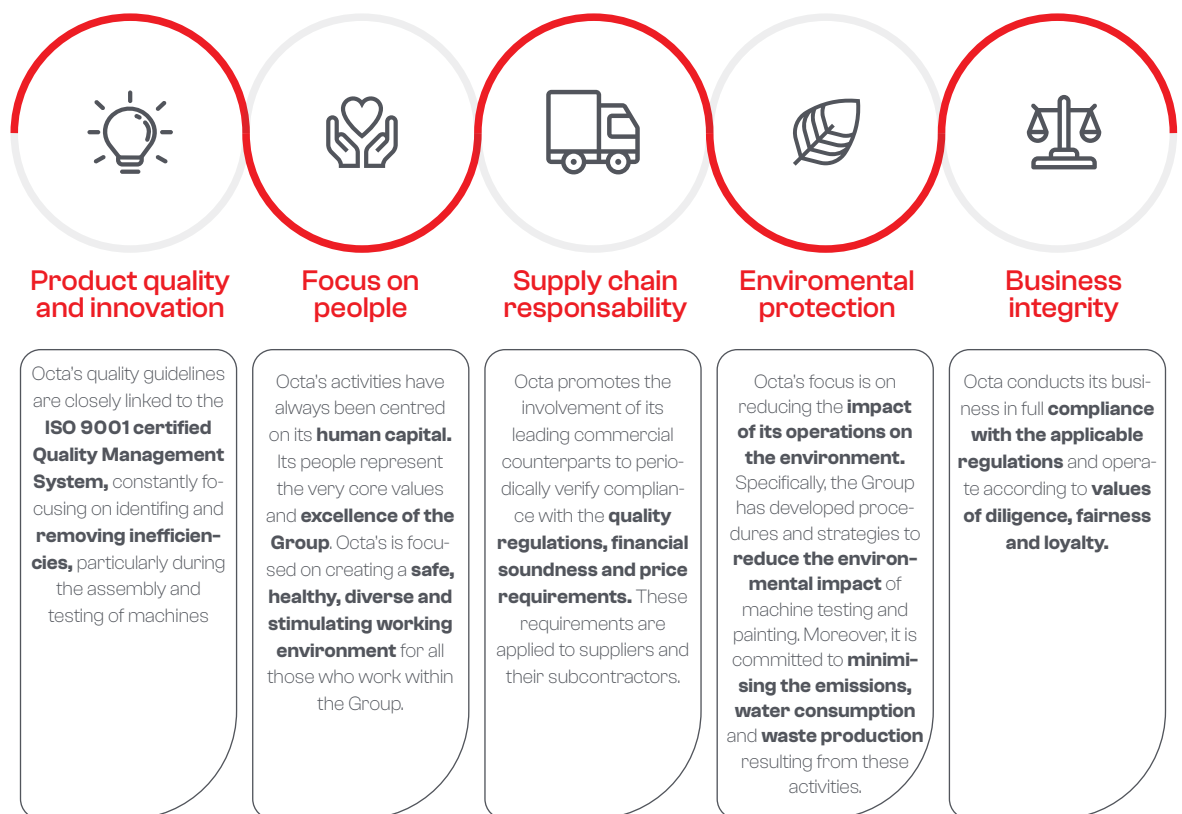 Product quality
and innovation
Octa's quality guidelines
are closely linked to the
ISO 9001 certified
Quality Management
System, constantly fo-
cusing on identifing and
removing inefficien-
cies, particularly during
the assembly and
testing of machines
Focus on
peolple
Octa's activities have
always been centred
on its human capital.
Its people represent
the very core values
and excellence of the
Group. Octa's is focu-
sed on creating a safe,
healthy, diverse and
stimulating working
environment for all
those who work within
the Group.
Supply chain
responsability
Octa promotes the
involvement of its
leading commercial
counterparts to perio-
dically verify complian-
ce with the quality
regulations, financial
soundness and price
requirements. These
requirements are
applied to suppliers and
their subcontractors.
Enviromental
protection
Octa's focus is on
reducing the impact
of its operations on
the environment.
Specifically, the Group
has developed proce-
dures and strategies to
reduce the environ-
mental impact of
machine testing and
painting. Moreover, it is
committed to minimi-
sing the emissions,
water consumption
and waste production
resulting from these
activities.
Business
integrity
Octa conducts its busi-
ness in full compliance
with the applicable
regulations and opera-
te according to values
of diligence, fairness
and loyalty.